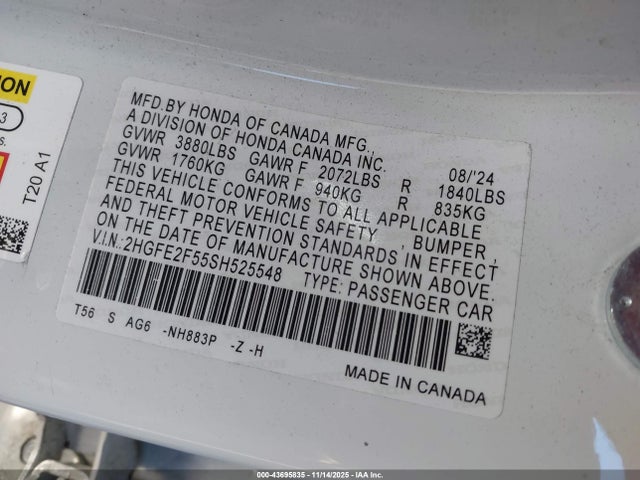 ION
3
T20 A1
MFD. BY HONDA OF CANADA MFG.,
A DIVISION OF HONDA CANADA INC. 08/'24
GVWR 3880LBS GAWR F 2072LBS R 1840LBS
GVWR 1760KG GAWR F 940KG R 835KG
THIS VEHICLE CONFORMS TO ALL APPLICABLE
FEDERAL MOTOR VEHICLE SAFETY, BUMPER,
AND THEFT PREVENTION STANDARDS IN EFFECT
ON THE DATE OF MANUFACTURE SHOWN ABOVE.
V.I.N.: 2HGFE2F55SH525548 TYPE: PASSENGER CAR
T56 S AG6 -NH883P -Z -H
MADE IN CANADA
000-43695835 - 11/14/2025 - IAA Inc.